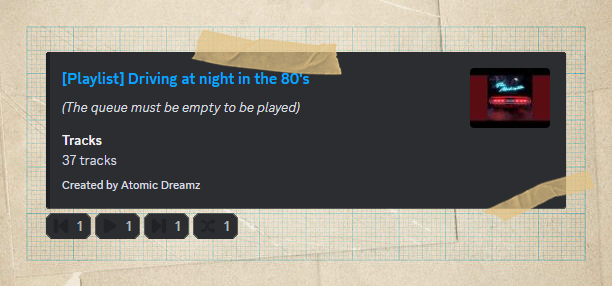 [Playlist] Driving at night in the 80's
(The queue must be empty to be played)
Tracks
37 tracks
Created by Atomic Dreamz
1 1 1 1